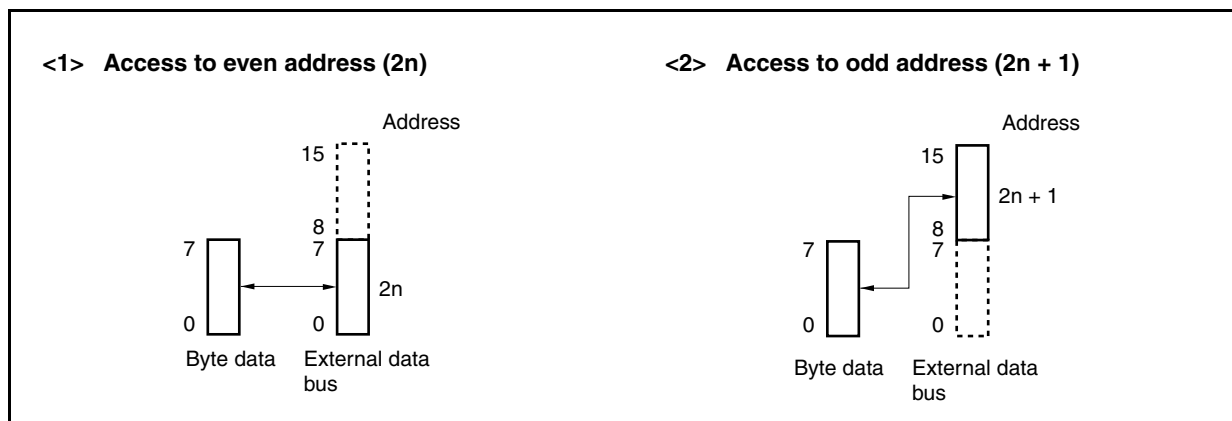 <1> Access to even address (2n)
Address
15
8
7
7
2n
0
0
Byte data
External data
bus
<2> Access to odd address (2n + 1)
Address
15
2n + 1
8
7
7
0
0
Byte data
External data
bus